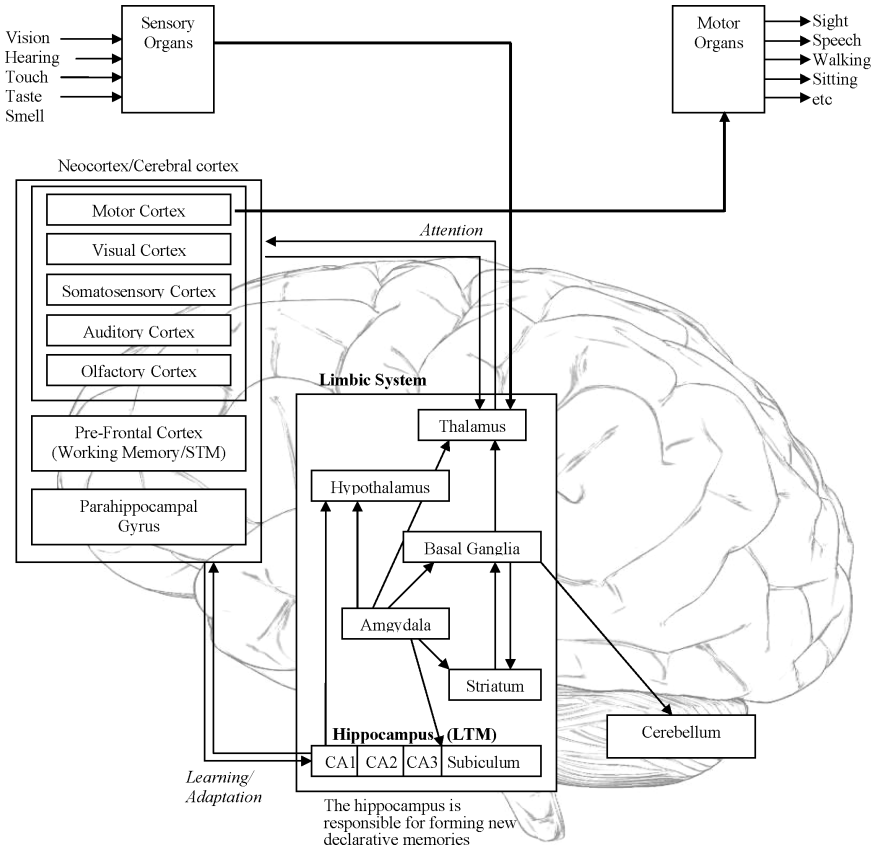 Vision
Hearing
Touch
Taste
Smell
Sensory
Organs
Motor
Organs
Sight
Speech
Walking
Sitting
etc
Neocortex/Cerebral cortex
Motor Cortex
Visual Cortex
Somatosensory Cortex
Auditory Cortex
Olfactory Cortex
Pre-Frontal Cortex
(Working Memory/STM)
Parahippocampal
Gyrus
Attention
Limbic System
Thalamus
Hypothalamus
Basal Ganglia
Amygdala
Striatum
Hippocampus (LTM)
CA1 CA2 CA3 Subiculum
Cerebellum
Learning/
Adaptation
The hippocampus is
responsible for forming new
declarative memories